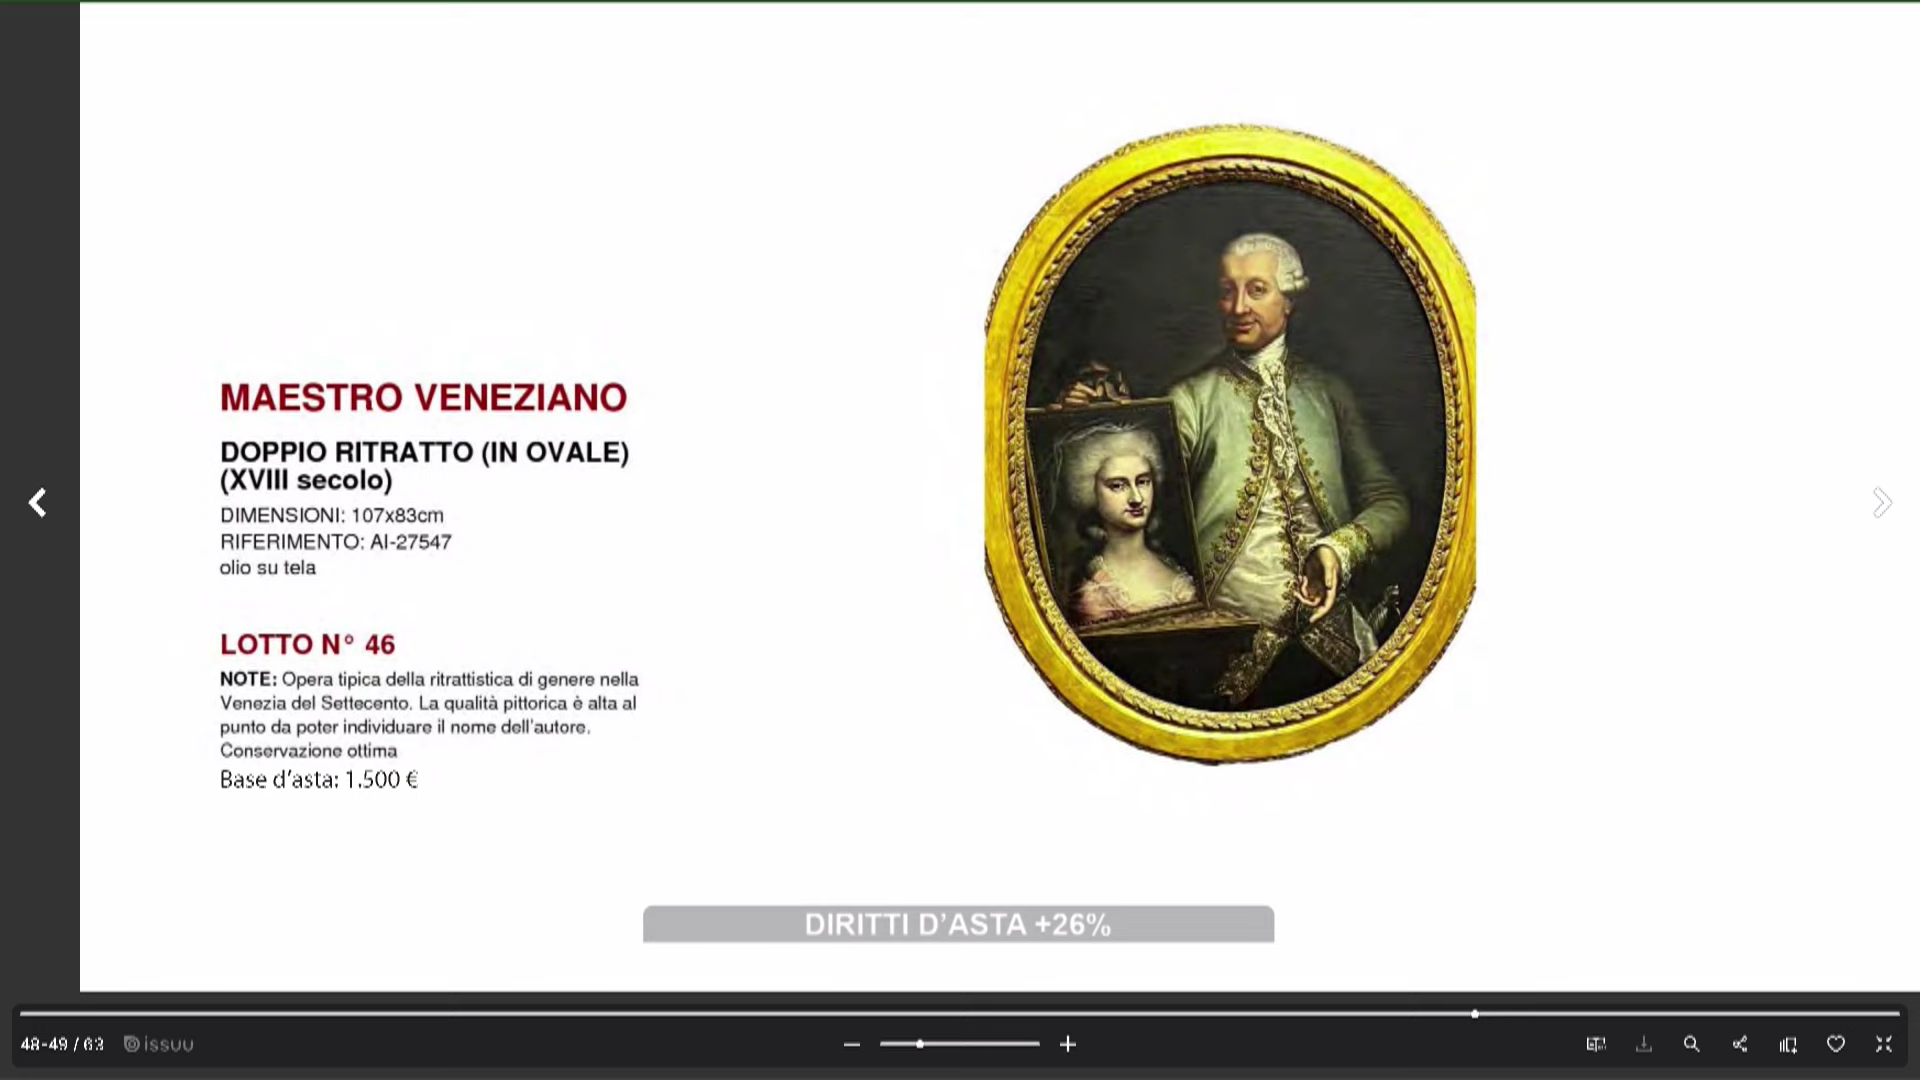 MAESTRO VENEZIANO
DOPPIO RITRATTO (IN OVALE)
(XVIII secolo)
DIMENSIONI: 107x83cm
RIFERIMENTO: AI-27547
olio su tela
LOTTO N° 46
NOTE: Opera tipica della ritrattistica di genere nella
Venezia del Settecento. La qualità pittorica è alta al
punto da poter individuare il nome dell'autore.
Conservazione ottima
Base d'asta: 1.500 €
DIRITTI D'ASTA +26%
48-49 / 63 issuu